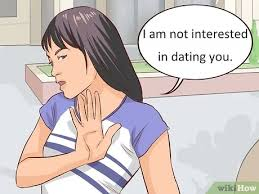 I am not interested
in dating you.
wikiHow